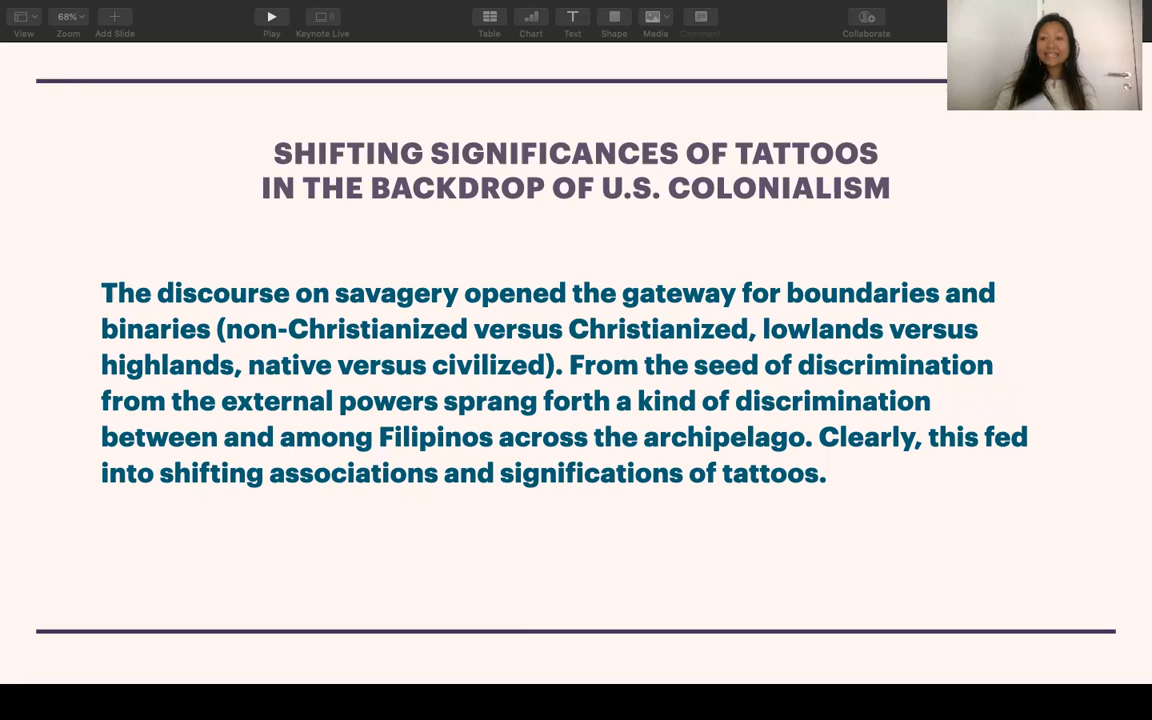 68%
View
Zoom
Add Slide
Play
Keynote Live
Table
Chart
Text
Shape
Media
Comment
Collaborate
SHIFTING SIGNIFICANCES OF TATTOOS
IN THE BACKDROP OF U.S. COLONIALISM
The discourse on savagery opened the gateway for boundaries and
binaries (non-Christianized versus Christianized, lowlands versus
highlands, native versus civilized). From the seed of discrimination
from the external powers sprang forth a kind of discrimination
between and among Filipinos across the archipelago. Clearly, this fed
into shifting associations and significations of tattoos.